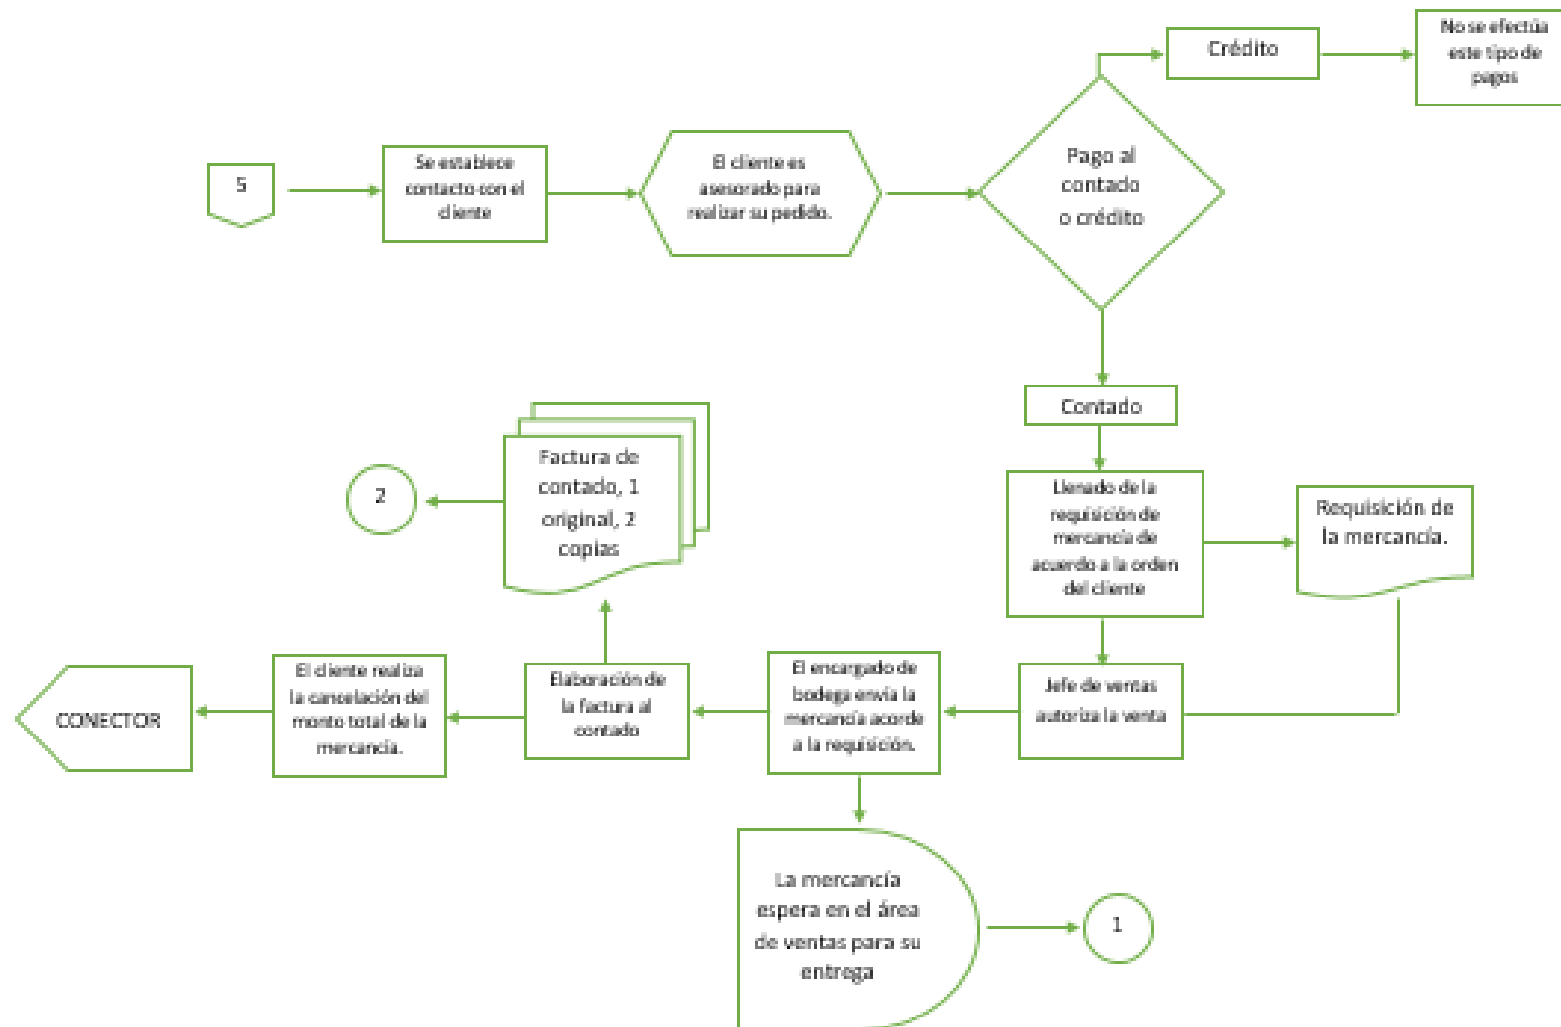 Crédito
No se efectúa
este tipo de
pagos
Pago al
contado
o crédito
5
Se establece
contacto con el
cliente
El cliente es
asesorado para
realizar su pedido.
Contado
Factura de
contado, 1
original, 2
copias
2
Llenado de la
requisición de
mercancía de
acuerdo a la orden
del cliente
Requisición de
la mercancía.
CONECTOR
El cliente realiza
la cancelación del
monto total de la
mercancía.
Elaboración de
la factura al
contado
El encargado de
bodega envía la
mercancía acorde
a la requisición.
Jefe de ventas
autoriza la venta
La mercancía
espera en el área
de ventas para su
entrega
1